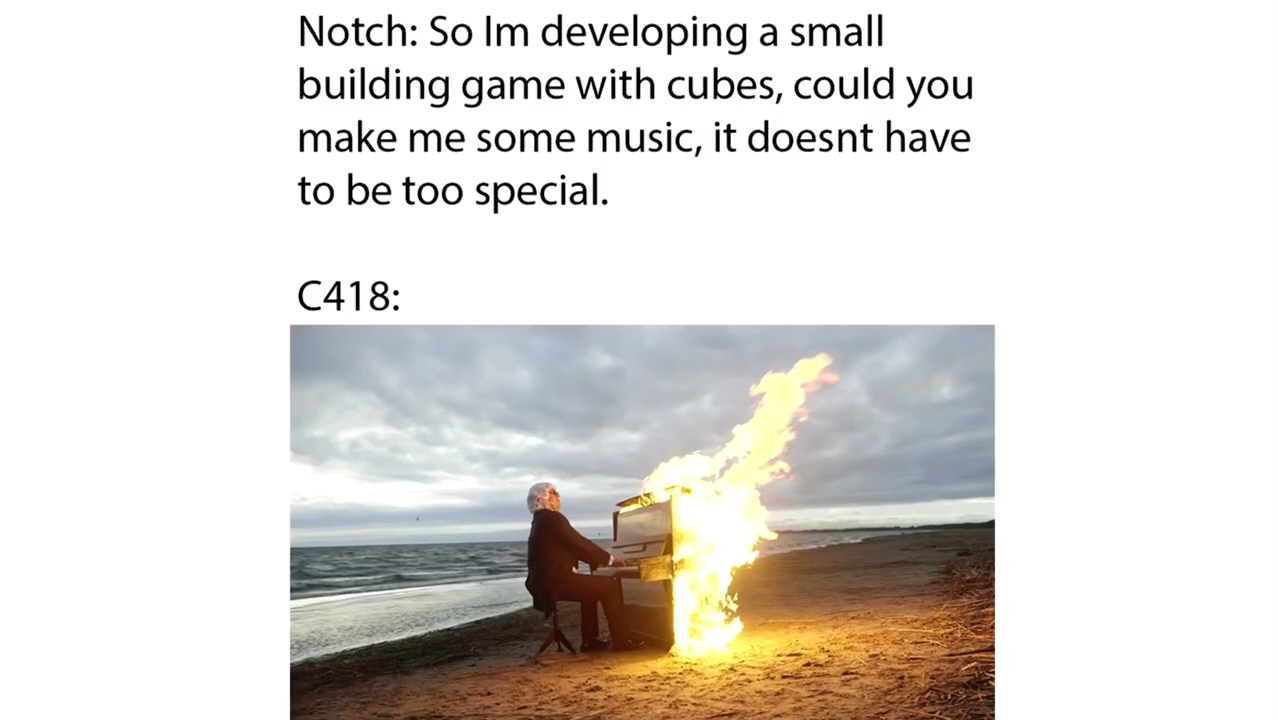 Notch: So Im developing a small
building game with cubes, could you
make me some music, it doesnt have
to be too special.
C418: